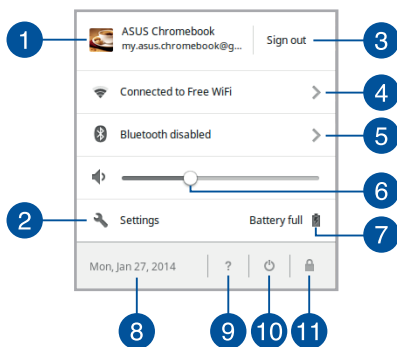 ASUS Chromebook
my.asus.chromebook@g...
Sign out
1
3
Connected to Free WiFi
4
Bluetooth disabled
5
6
2
Settings
Battery full
7
Mon, Jan 27, 2014
?
8
9
10
11